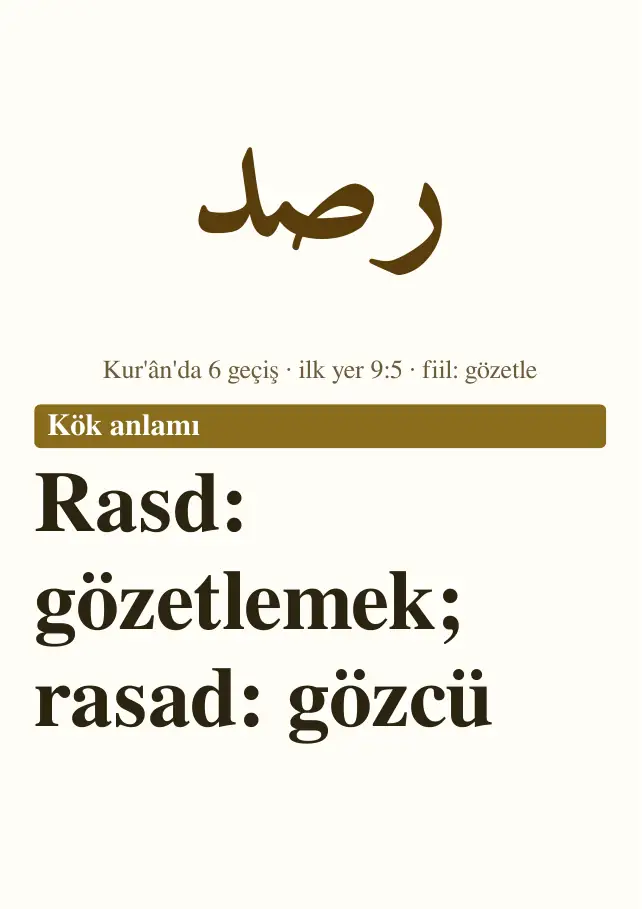 رصد
Kur'ân'da 6 geçiş · ilk yer 9:5 · fiil: gözetle
Kök anlamı
Rasd:
gözetlemek;
rasad: gözcü